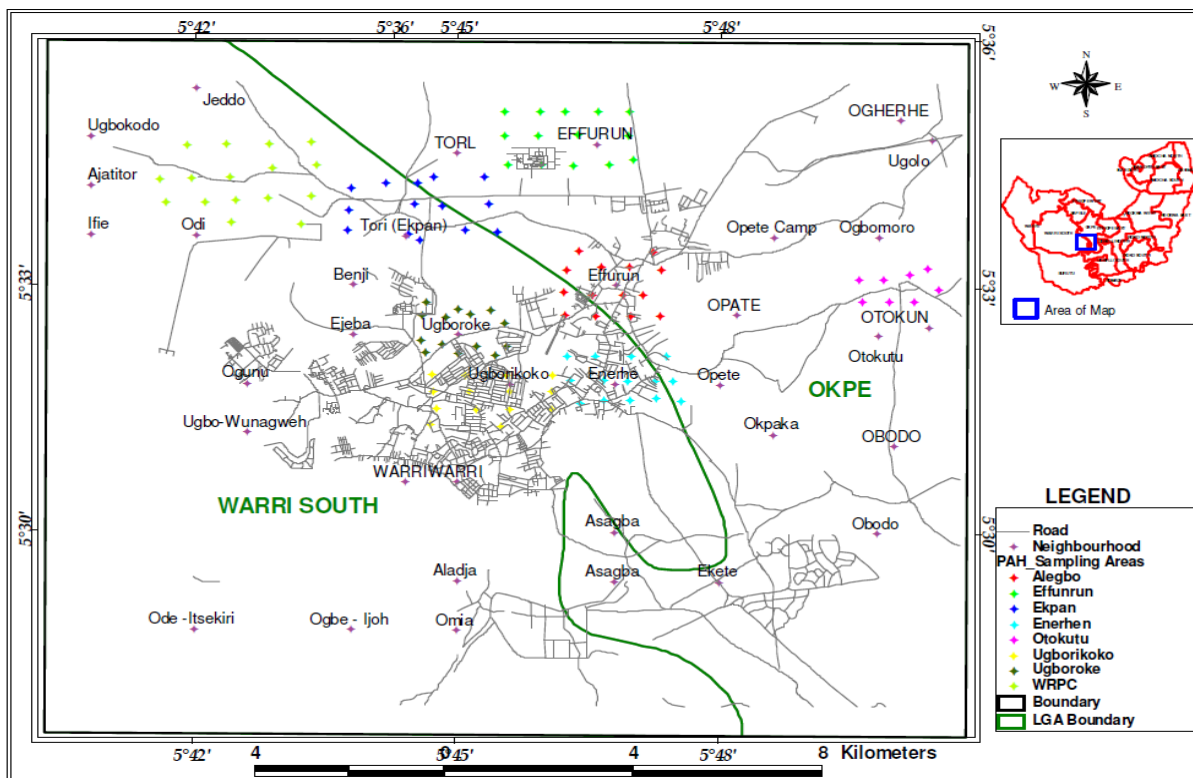 5°42' 5°36' 5°45' 5°48'
5°36'
N
W E
S
Jeddo
OGHERHE
Ugbokodo
EFFURUN
TORL
Ugolo
Ajatitor
Ifie
Odi
Tori (Ekpan)
Opete Camp
Ogbomoro
Benji
Effurun
5°33'
5°33'
Area of Map
OPATE
OTOKUN
Ejeba
Ugboroke
Otokutu
Ogunu
Ugborikoko
Enerhe
Opete
OKPE
Ugbo-Wunagweh
Okpaka
OBODO
WARRIWARRI
WARRI SOUTH
5°30'
5°30'
Asagba
Obodo
Aladja
Asagba
Ekete
Ode -Itsekiri
Ogbe - Ijoh
Omia
LEGEND
Road
Neighbourhood
PAH_Sampling Areas
Alegbo
Effunrun
Ekpan
Enerhen
Otokutu
Ugborikoko
Ugboroke
WRPC
Boundary
LGA Boundary
5°42' 5°45' 5°48'
4 0 4 8 Kilometers